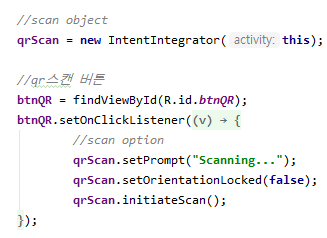 //scan object
qrScan = new IntentIntegrator( activity: this);
//qr스캔 버튼
btnQR = findViewById(R.id.btnQR);
btnQR.setOnClickListener((v) → {
//scan option
qrScan.setPrompt("Scanning...");
qrScan.setOrientationLocked(false);
qrScan.initiateScan();
});